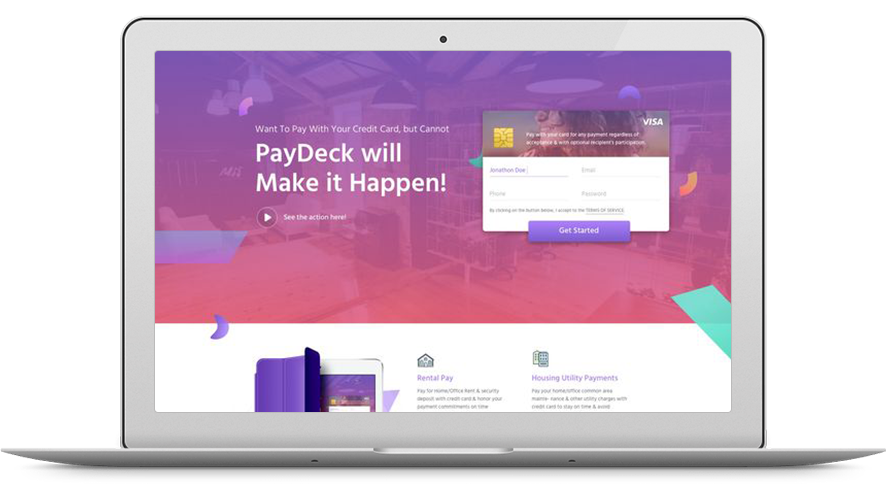 Want To Pay With Your Credit Card, but Cannot
PayDeck will
Make it Happen!
See the action here!
VISA
Pay with your card for any payment regardless of
acceptance & with optional recipient's participation.
Jonathon Doe
Email
Phone
Password
By clicking on the button below, I accept to the TERMS OF SERVICE
Get Started
Rental Pay
Pay for Home/Office Rent & security
deposit with credit card & honor your
payment commitments on time
Housing Utility Payments
Pay your home/office common area
mainte- nance & other utility charges with
credit card to stay on time & avoid